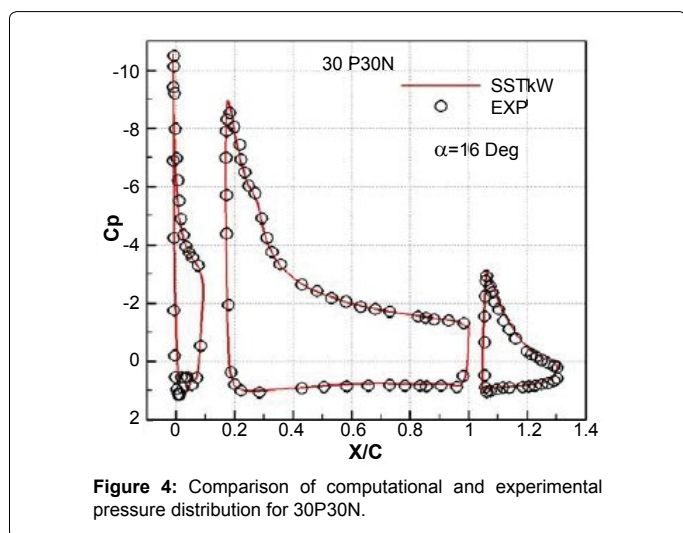 30 P30N
SSTkW
EXP
α=16 Deg
Cp
-10
-8
-6
-4
-2
0
2
0
0.2
0.4
0.6
0.8
1
1.2
1.4
X/C
Figure 4: Comparison of computational and experimental
pressure distribution for 30P30N.